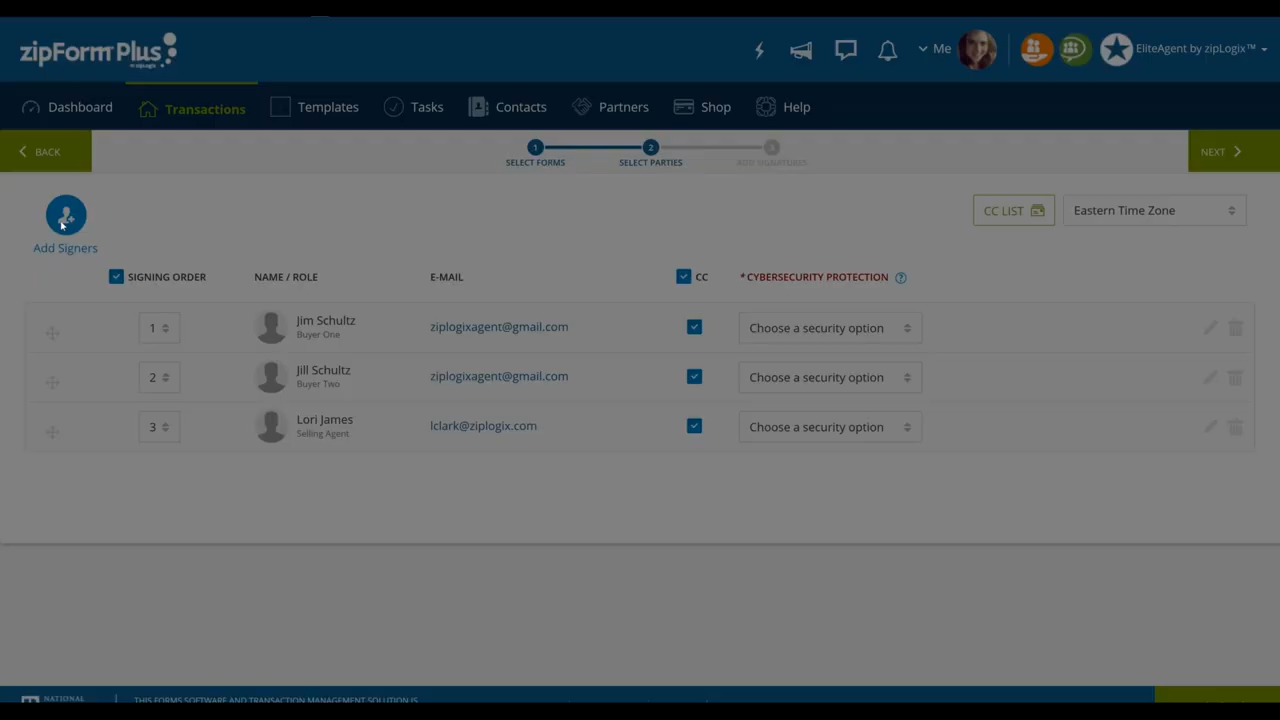 zipForm Plus
by zipLogix
Me
EliteAgent by zipLogix™
Dashboard
Transactions
Templates
Tasks
Contacts
Partners
Shop
Help
BACK
1
2
3
SELECT FORMS
SELECT PARTIES
ADD SIGNATURES
NEXT
Add Signers
CC LIST
Eastern Time Zone
SIGNING ORDER
NAME / ROLE
E-MAIL
CC
*CYBERSECURITY PROTECTION ?
1
Jim Schultz
Buyer One
ziplogixagent@gmail.com
Choose a security option
2
Jill Schultz
Buyer Two
ziplogixagent@gmail.com
Choose a security option
3
Lori James
Selling Agent
lclark@ziplogix.com
Choose a security option
NATIONAL
THIS FORMS SOFTWARE AND TRANSACTION MANAGEMENT SOLUTION IS